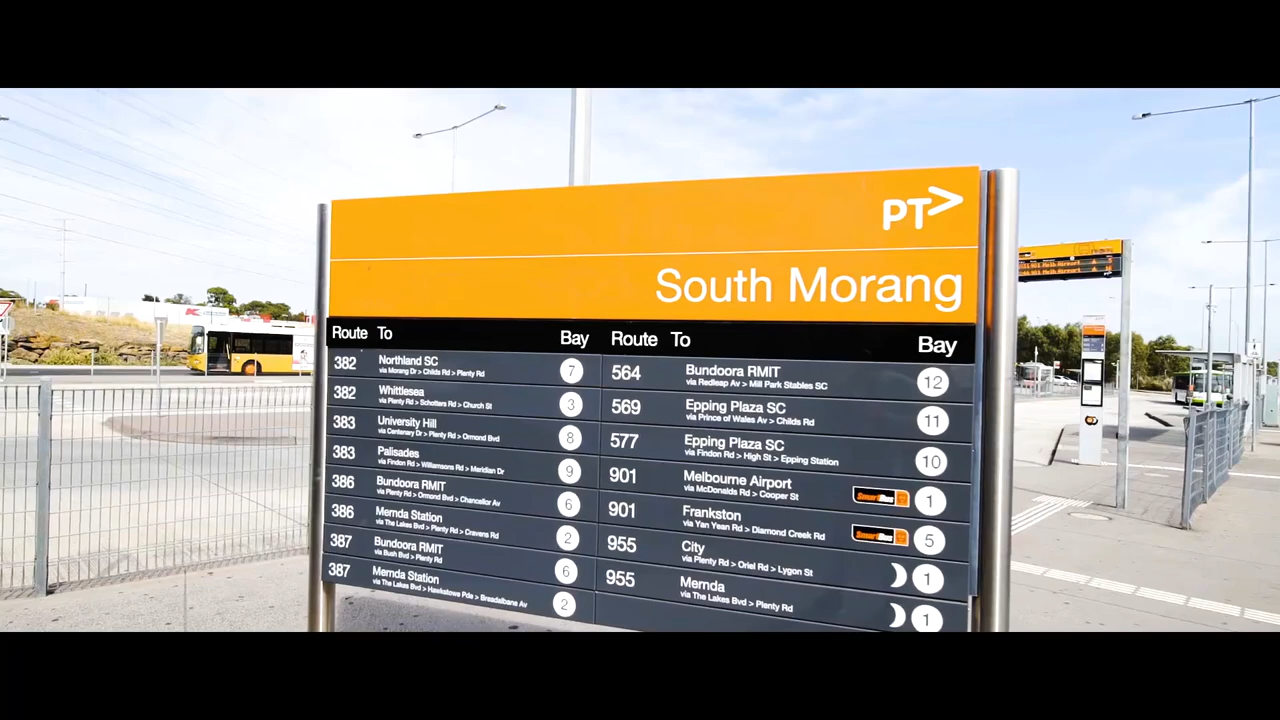 PT>
South Morang
Route To Bay Route To Bay
382 Northland SC 7
via Morang Dr > Childs Rd > Plenty Rd
382 Whittlesea 3
via Plenty Rd > Schotters Rd > Church St
383 University Hill 8
via Centenary Dr > Plenty Rd > Ormond Bvd
383 Palisades 9
via Findon Rd > Williamsons Rd > Meridian Dr
386 Bundoora RMIT 6
via Plenty Rd > Ormond Bvd > Chancellor Av
386 Mernda Station 2
via The Lakes Bvd > Plenty Rd > Cravens Rd
387 Bundoora RMIT 6
via Bush Bvd > Plenty Rd
387 Mernda Station 2
via The Lakes Bvd > Hawkstowe Pde > Breadalbane Av
564 Bundoora RMIT 12
via Redleap Av > Mill Park Stables SC
569 Epping Plaza SC 11
via Prince of Wales Av > Childs Rd
577 Epping Plaza SC 10
via Findon Rd > High St > Epping Station
901 Melbourne Airport SmartBus 1
via McDonalds Rd > Cooper St
901 Frankston SmartBus 5
via Yan Yean Rd > Diamond Creek Rd
955 City 1
via Plenty Rd > Oriel Rd > Lygon St
955 Mernda 1
via The Lakes Bvd > Plenty Rd
901 Melb Airport
Melb Airport
K